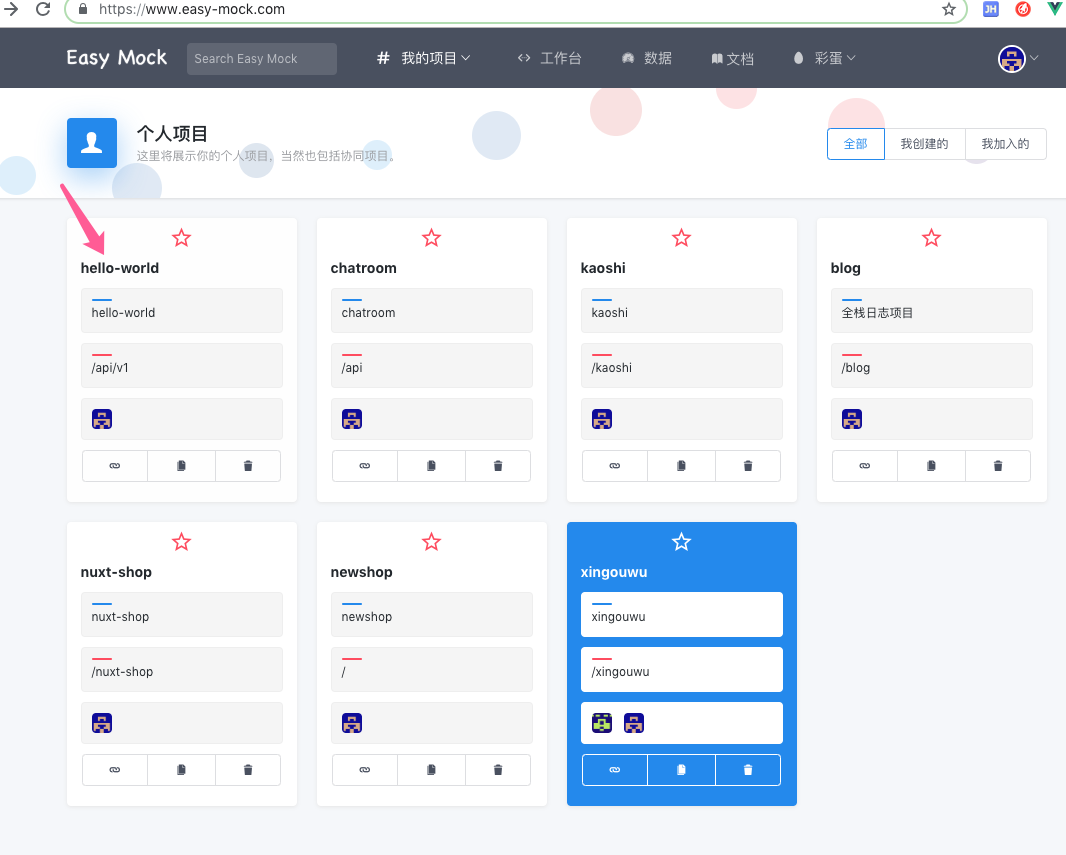 https://www.easy-mock.com
JH
Easy Mock
Search Easy Mock
# 我的项目
工作台
数据
文档
彩蛋
个人项目
这里将展示你的个人项目，当然也包括协同项目。
全部 我创建的 我加入的
hello-world
hello-world
/api/v1
chatroom
chatroom
/api
kaoshi
kaoshi
/kaoshi
blog
全栈日志项目
/blog
nuxt-shop
nuxt-shop
/nuxt-shop
newshop
newshop
/
xingouwu
xingouwu
/xingouwu